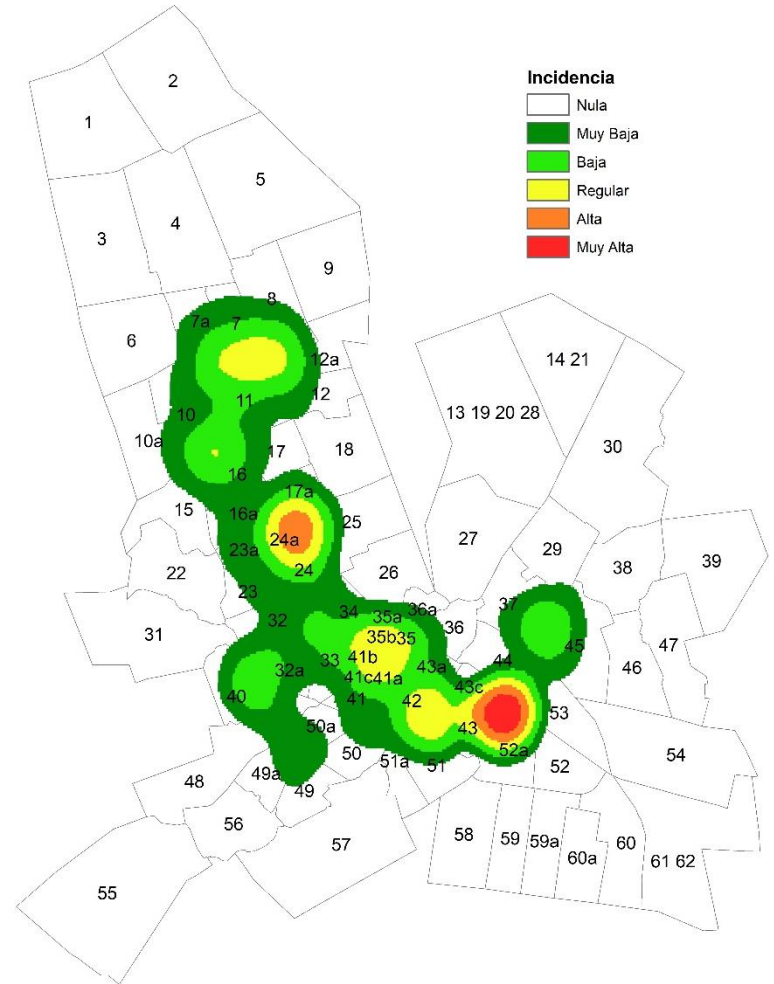 Incidencia
Nula
Muy Baja
Baja
Regular
Alta
Muy Alta
2
1
5
4
3
9
8
7a 7
6
12a
14 21
12
11
10
13 19 20 28
10a
17
18
30
16
17a
15
16a
25
24a
27
23a
29
24
22
26
38
39
23
37
34
35a
36a
32
36
35b
35
31
45
47
33
41b
43a
44
46
32a
41c
41a
43c
40
41
42
53
50a
43
52a
54
50
51a
51
52
49a
48
49
56
57
58
59
59a
60
60a
61 62
55